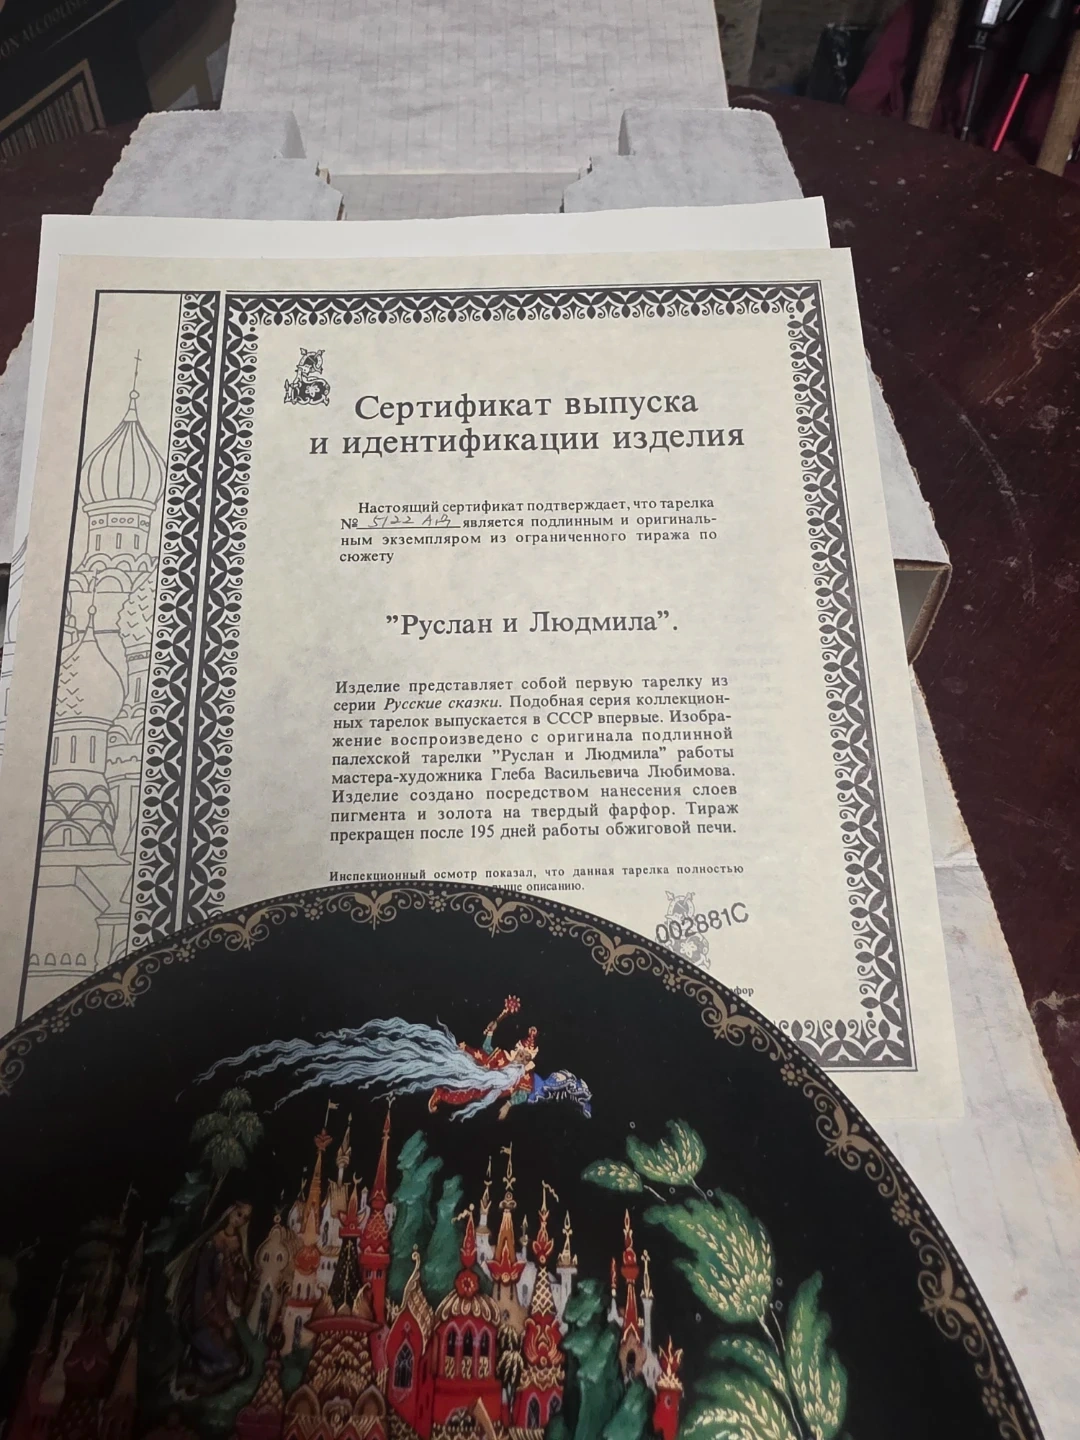 ON ALCOOLIS
Сертификат выпуска
и идентификации изделия
Настоящий сертификат подтверждает, что тарелка
№ 5122 АД является подлинным и оригиналь-
ным экземпляром из ограниченного тиража по
сюжету
"Руслан и Людмила".
Изделие представляет собой первую тарелку из
серии Русские сказки. Подобная серия коллекцион-
ных тарелок выпускается в СССР впервые. Изобра-
жение воспроизведено с оригинала подлинной
палехской тарелки "Руслан и Людмила" работы
мастера-художника Глеба Васильевича Любимова.
Изделие создано посредством нанесения слоев
пигмента и золота на твердый фарфор. Тираж
прекращен после 195 дней работы обжиговой печи.
Инспекционный осмотр показал, что данная тарелка полностью
описанию.
002881C